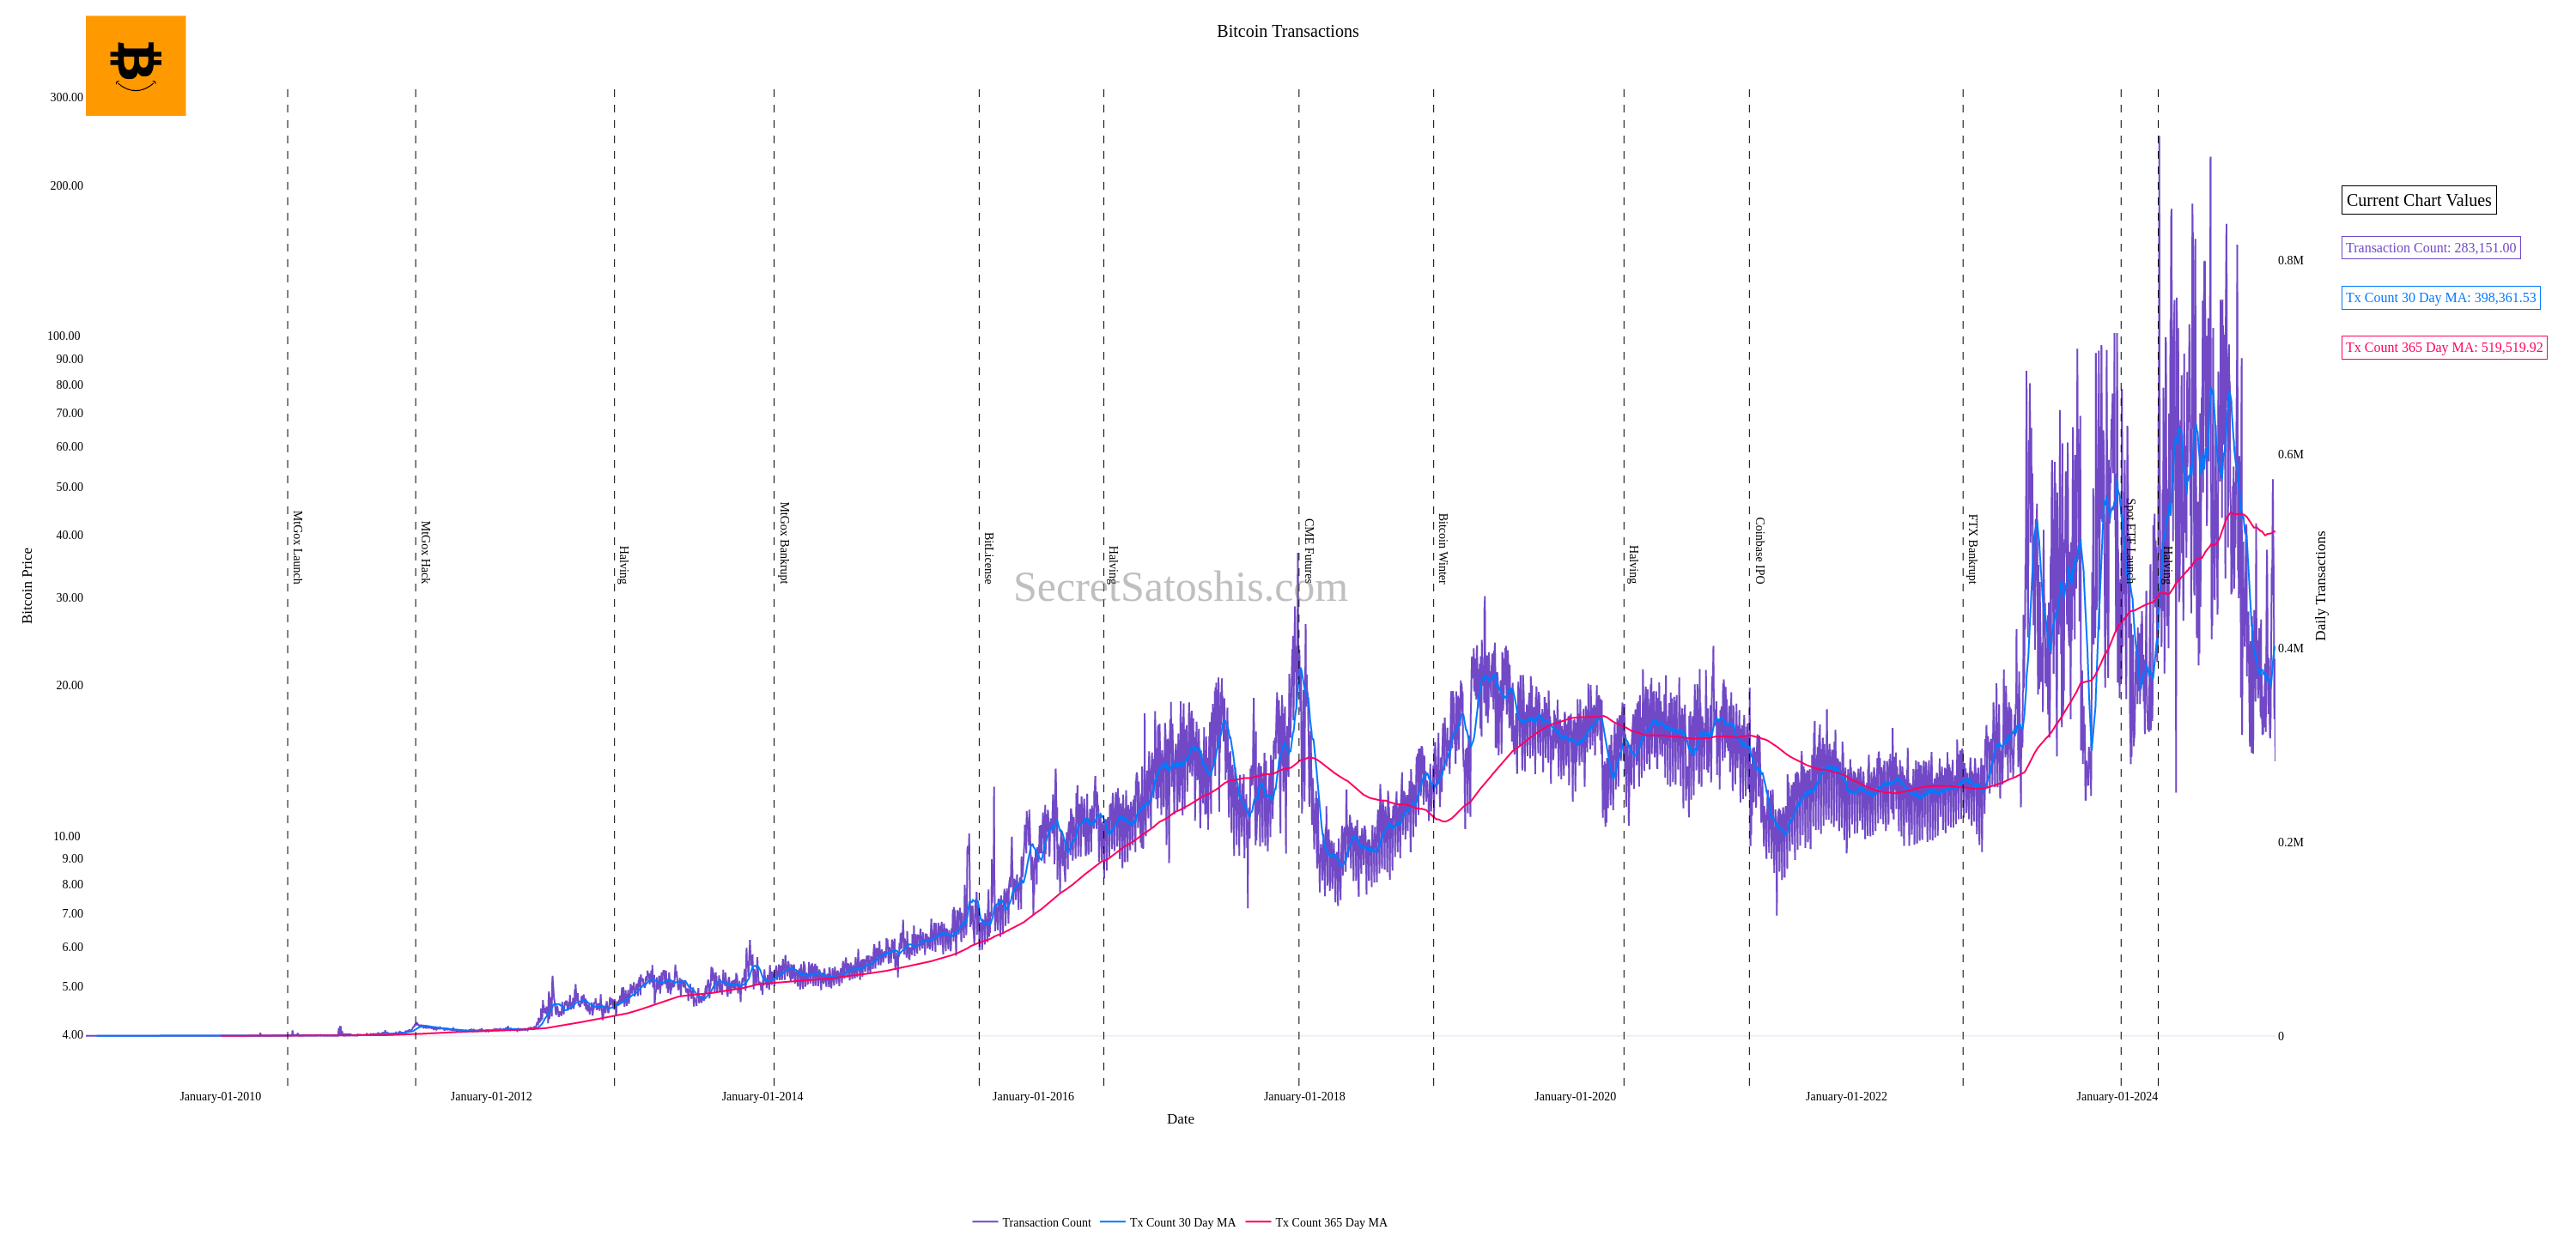 Bitcoin Transactions
300.00
200.00
100.00
90.00
80.00
70.00
60.00
50.00
40.00
30.00
20.00
10.00
9.00
8.00
7.00
6.00
5.00
4.00
Bitcoin Price
MtGox Launch
MtGox Hack
Halving
MtGox Bankrupt
BitLicense
Halving
CME Futures
Bitcoin Winter
Halving
Coinbase IPO
FTX Bankrupt
Spot ETF Launch
Halving
SecretSatoshis.com
0.8M
0.6M
0.4M
0.2M
0
Daily Transactions
Current Chart Values
Transaction Count: 283,151.00
Tx Count 30 Day MA: 398,361.53
Tx Count 365 Day MA: 519,519.92
January-01-2010
January-01-2012
January-01-2014
January-01-2016
January-01-2018
January-01-2020
January-01-2022
January-01-2024
Date
Transaction Count
Tx Count 30 Day MA
Tx Count 365 Day MA